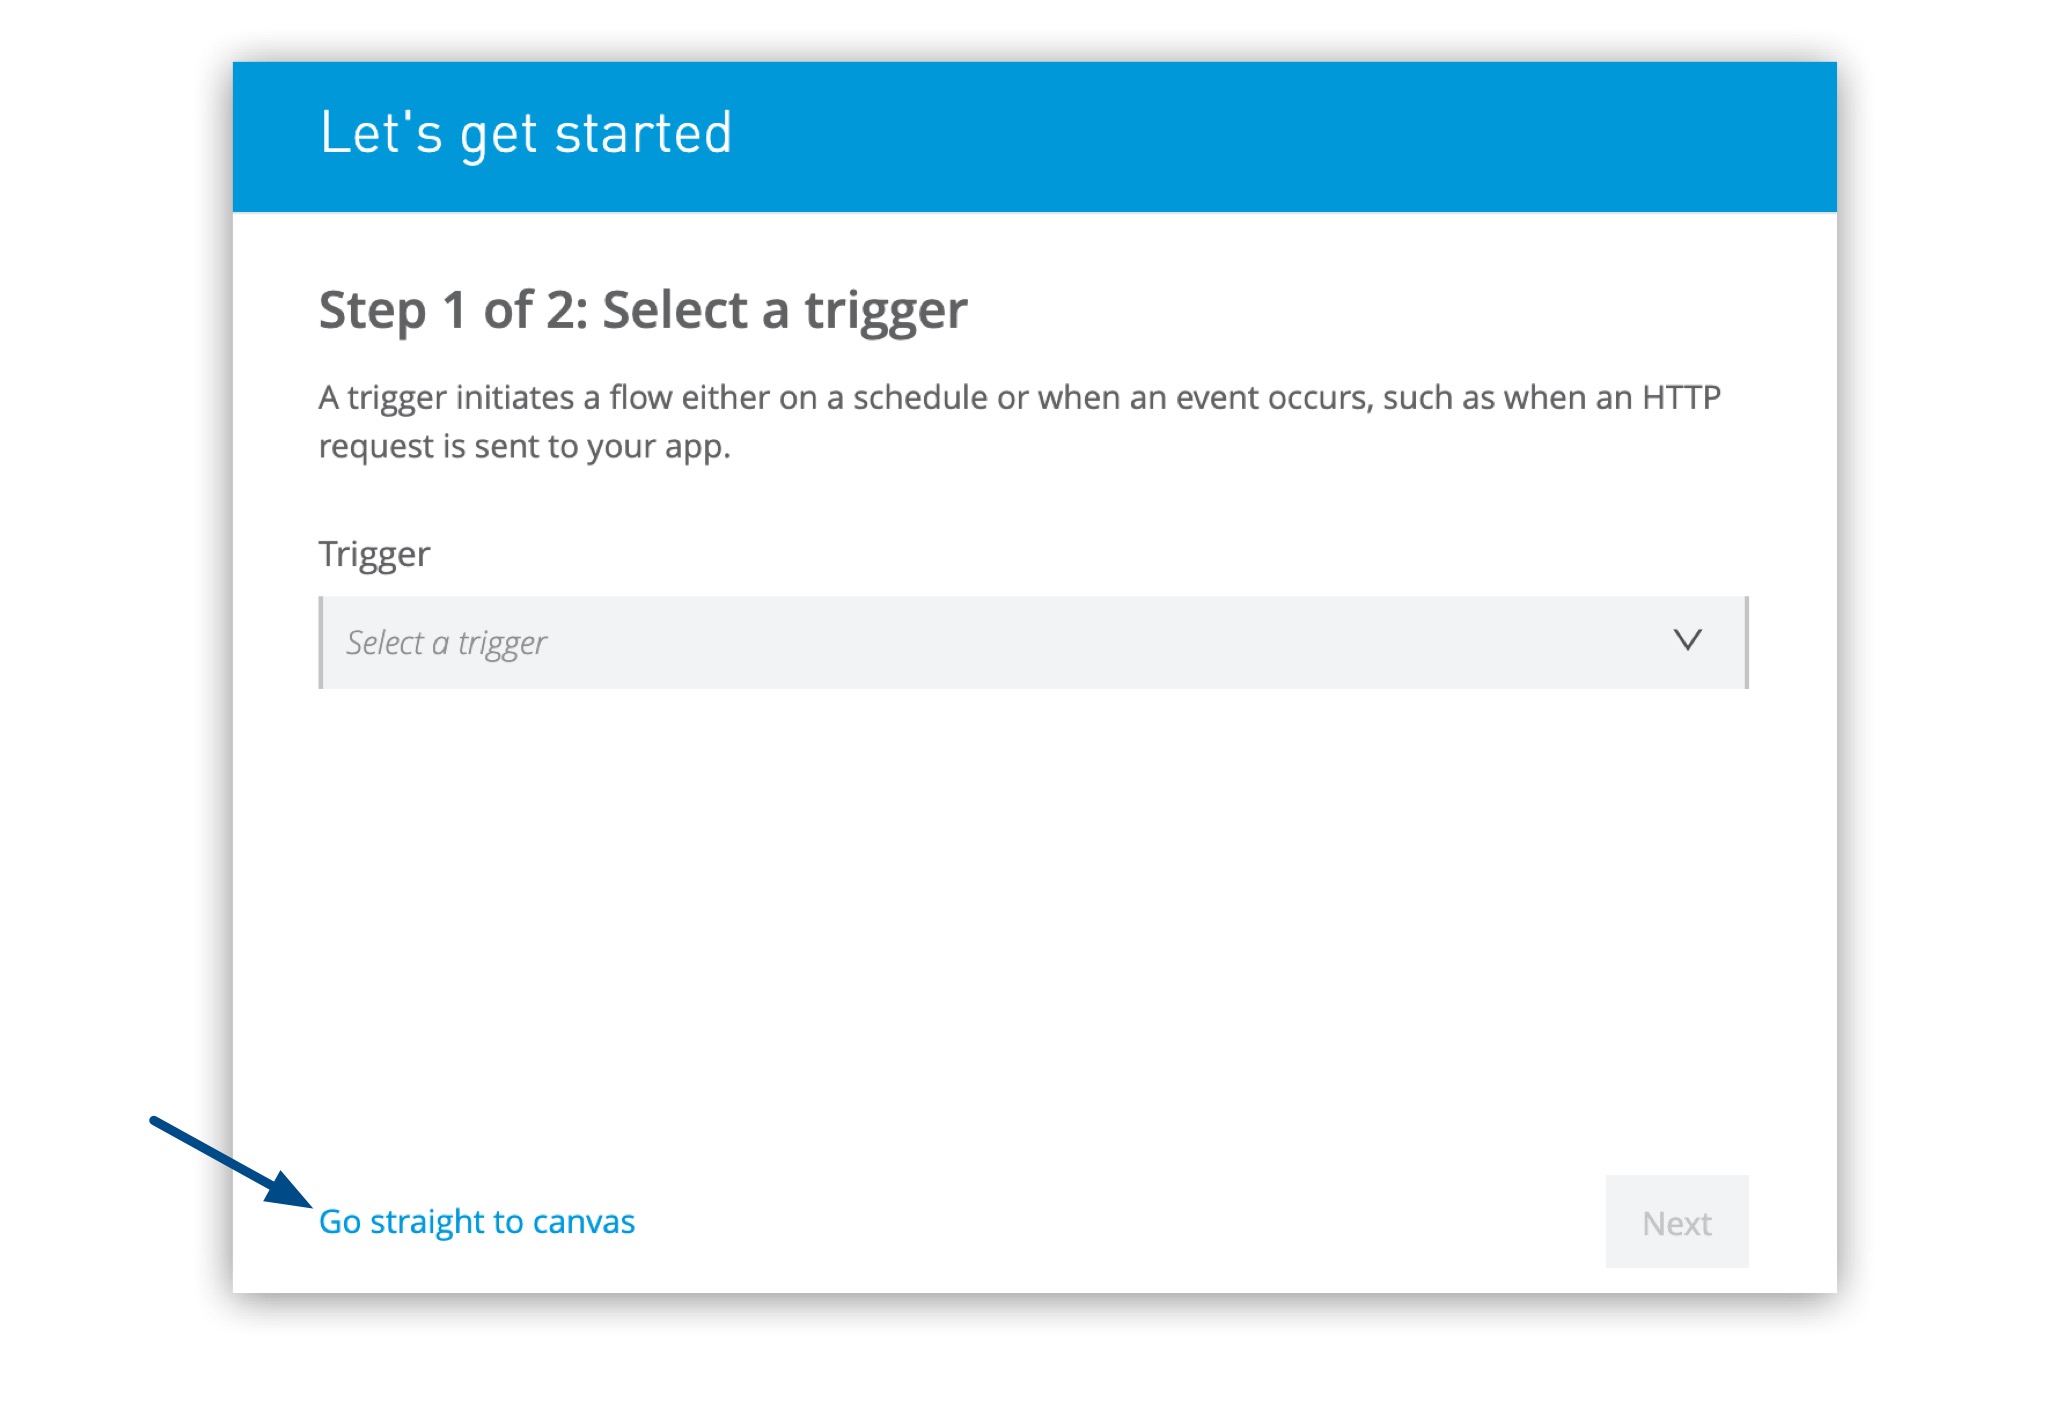 Let's get started
Step 1 of 2: Select a trigger
A trigger initiates a flow either on a schedule or when an event occurs, such as when an HTTP
request is sent to your app.
Trigger
Select a trigger
Go straight to canvas
Next